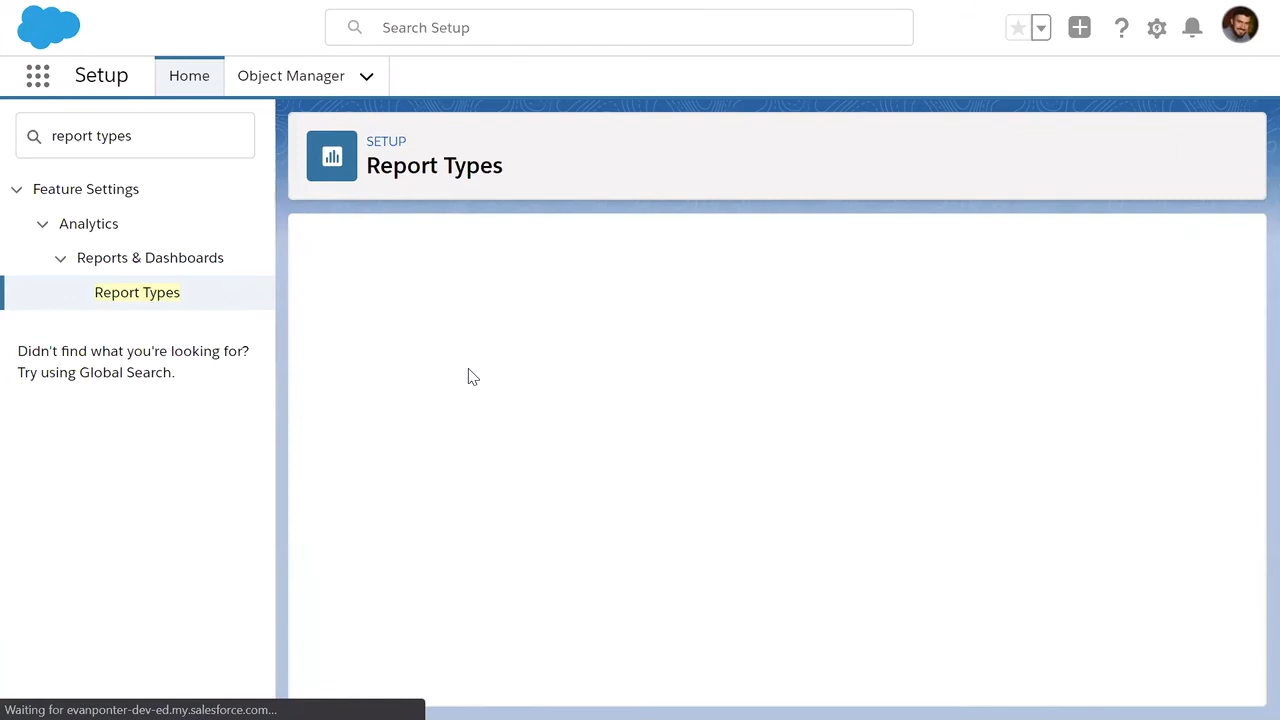 Search Setup
Setup
Home
Object Manager
report types
Feature Settings
Analytics
Reports & Dashboards
Report Types
Didn't find what you're looking for?
Try using Global Search.
SETUP
Report Types
Waiting for evanponter-dev-ed.my.salesforce.com...